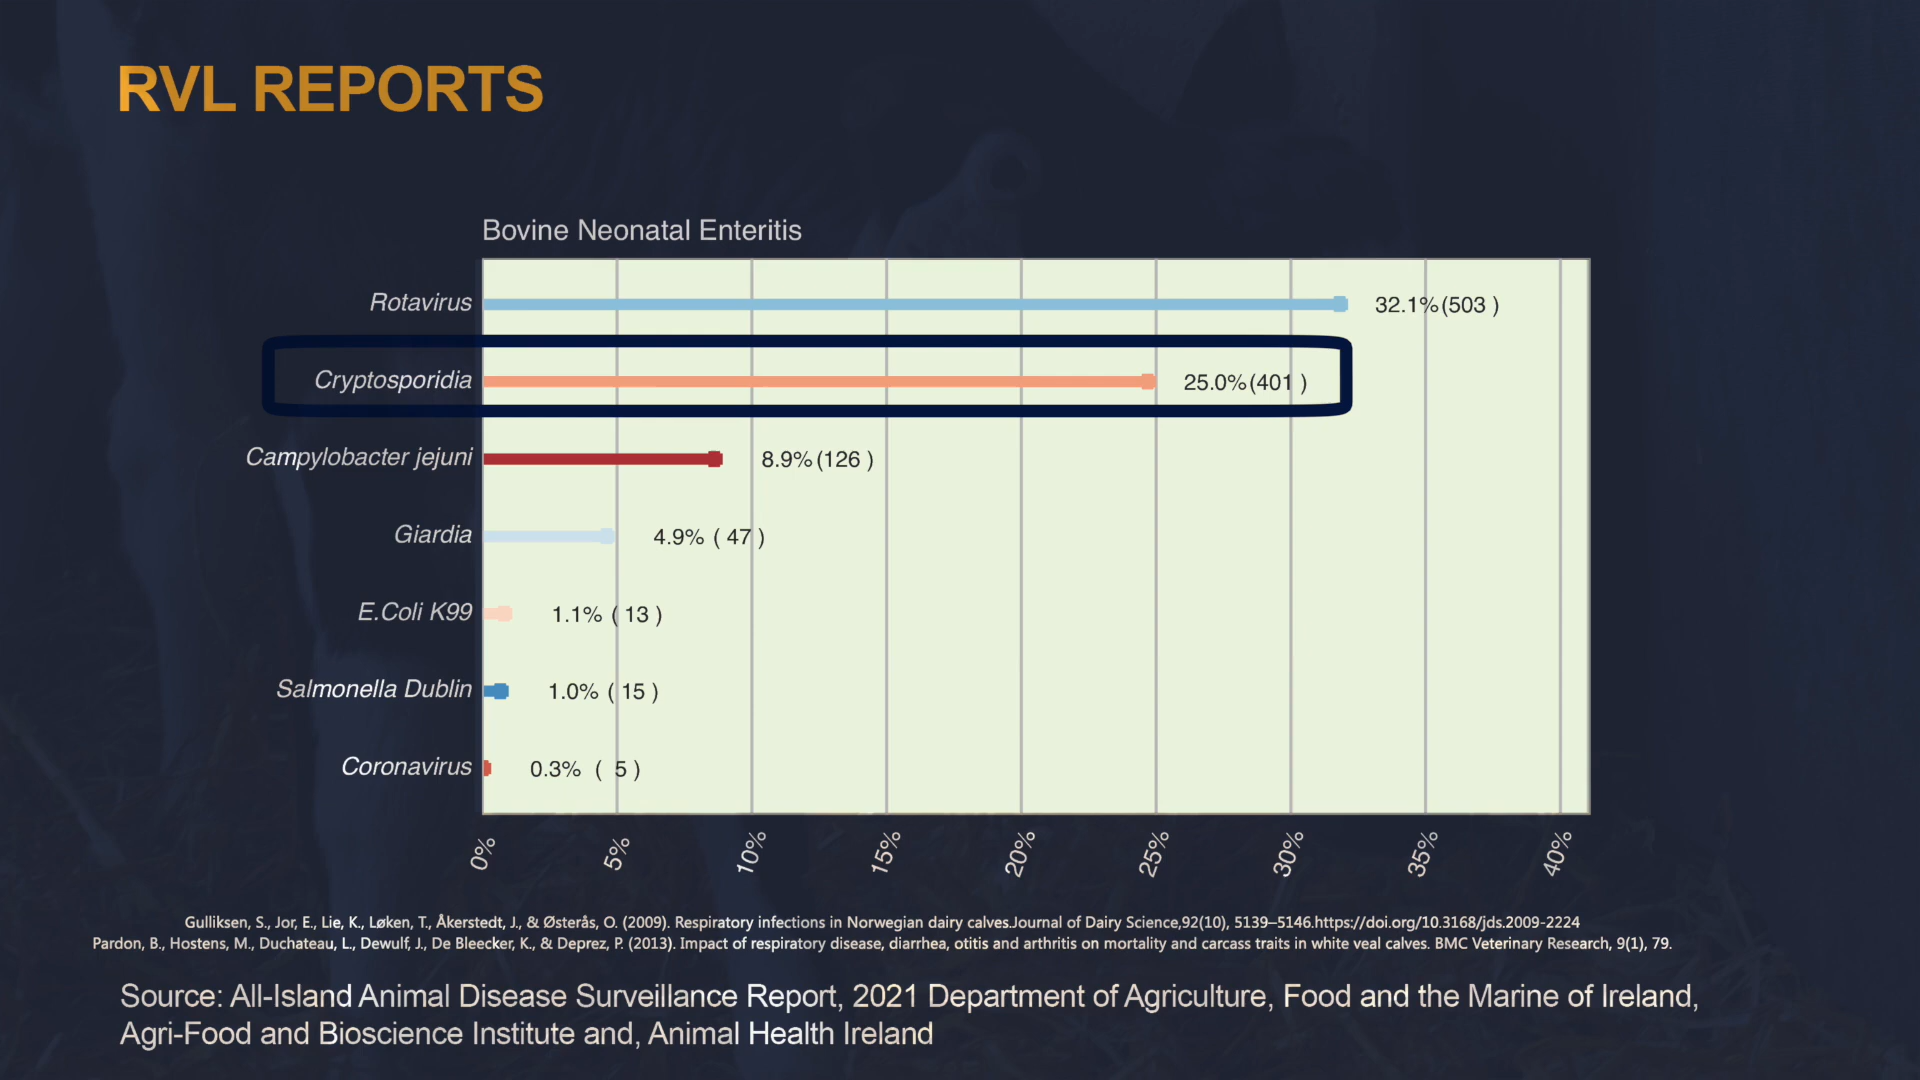 RVL REPORTS
Bovine Neonatal Enteritis
Rotavirus 32.1%(503 )
Cryptosporidia 25.0%(401 )
Campylobacter jejuni 8.9%(126 )
Giardia 4.9% ( 47 )
E.Coli K99 1.1% ( 13 )
Salmonella Dublin 1.0% ( 15 )
Coronavirus 0.3% ( 5 )
0% 5% 10% 15% 20% 25% 30% 35% 40%
Gulliksen, S., Jor, E., Lie, K., Løken, T., Åkerstedt, J., & Østerås, O. (2009). Respiratory infections in Norwegian dairy calves.Journal of Dairy Science,92(10), 5139–5146.https://doi.org/10.3168/jds.2009-2224
Pardon, B., Hostens, M., Duchateau, L., Dewulf, J., De Bleecker, K., & Deprez, P. (2013). Impact of respiratory disease, diarrhea, otitis and arthritis on mortality and carcass traits in white veal calves. BMC Veterinary Research, 9(1), 79.
Source: All-Island Animal Disease Surveillance Report, 2021 Department of Agriculture, Food and the Marine of Ireland,
Agri-Food and Bioscience Institute and, Animal Health Ireland